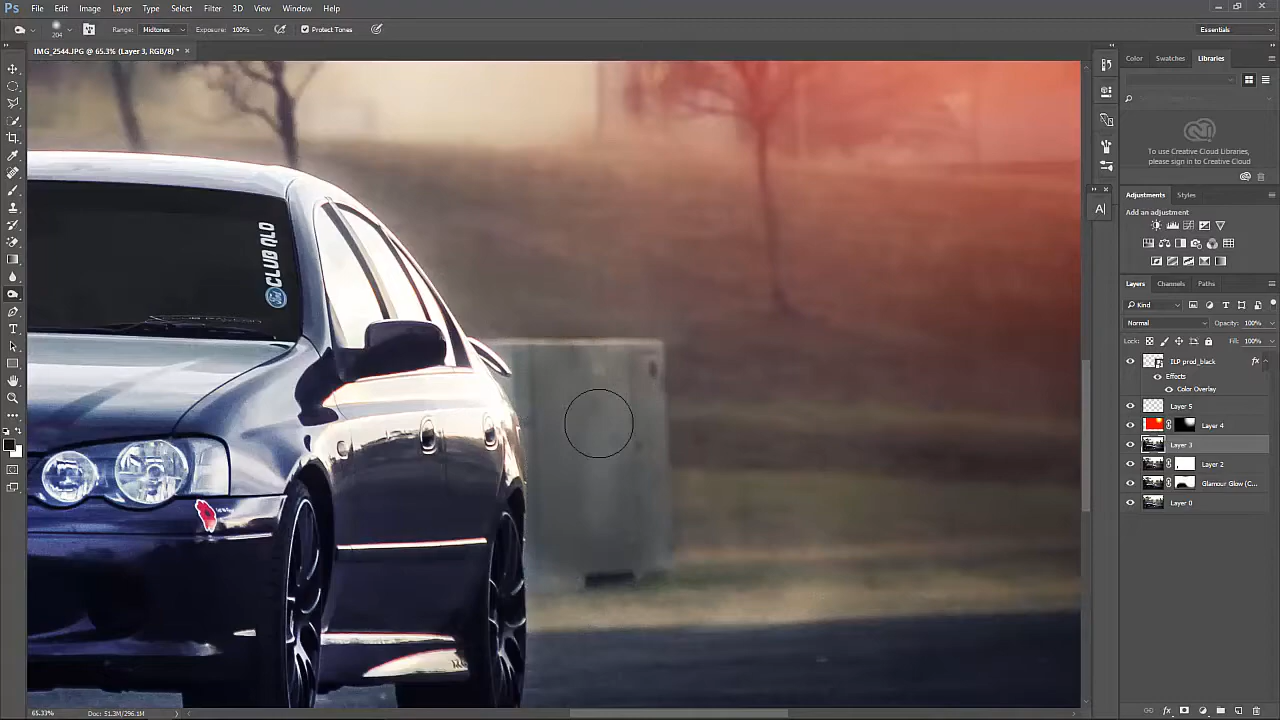 Ps File Edit Image Layer Type Select Filter 3D View Window Help
204 Range: Midtones Exposure: 100% Protect Tones Essentials
IMG_2544.JPG @ 65.3% (Layer 3, RGB/8) * ×
Color Swatches Libraries
To use Creative Cloud Libraries,
please sign in to Creative Cloud
Adjustments Styles
Add an adjustment
Layers Channels Paths
Kind
Normal Opacity: 100%
Lock: Fill: 100%
ILP prod_black fx
Effects
Color Overlay
Layer 5
Layer 4
Layer 3
Layer 2
Glamour Glow (C...
Layer 0
CLUB QLD
Ford
65.33% Doc: 51.3M/296.1M